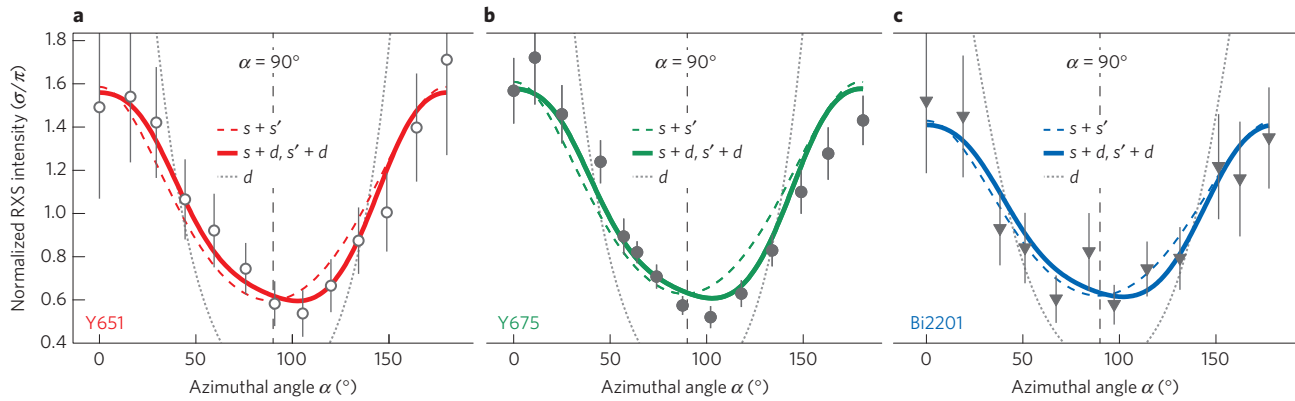 a
b
c
Normalized RXS intensity (σ/π)
1.8
1.6
1.4
1.2
1.0
0.8
0.6
0.4
α = 90°
s + s′
s + d, s′ + d
d
Y651
0
50
100
150
Azimuthal angle α (°)
α = 90°
s + s′
s + d, s′ + d
d
Y675
0
50
100
150
Azimuthal angle α (°)
α = 90°
s + s′
s + d, s′ + d
d
Bi2201
0
50
100
150
Azimuthal angle α (°)